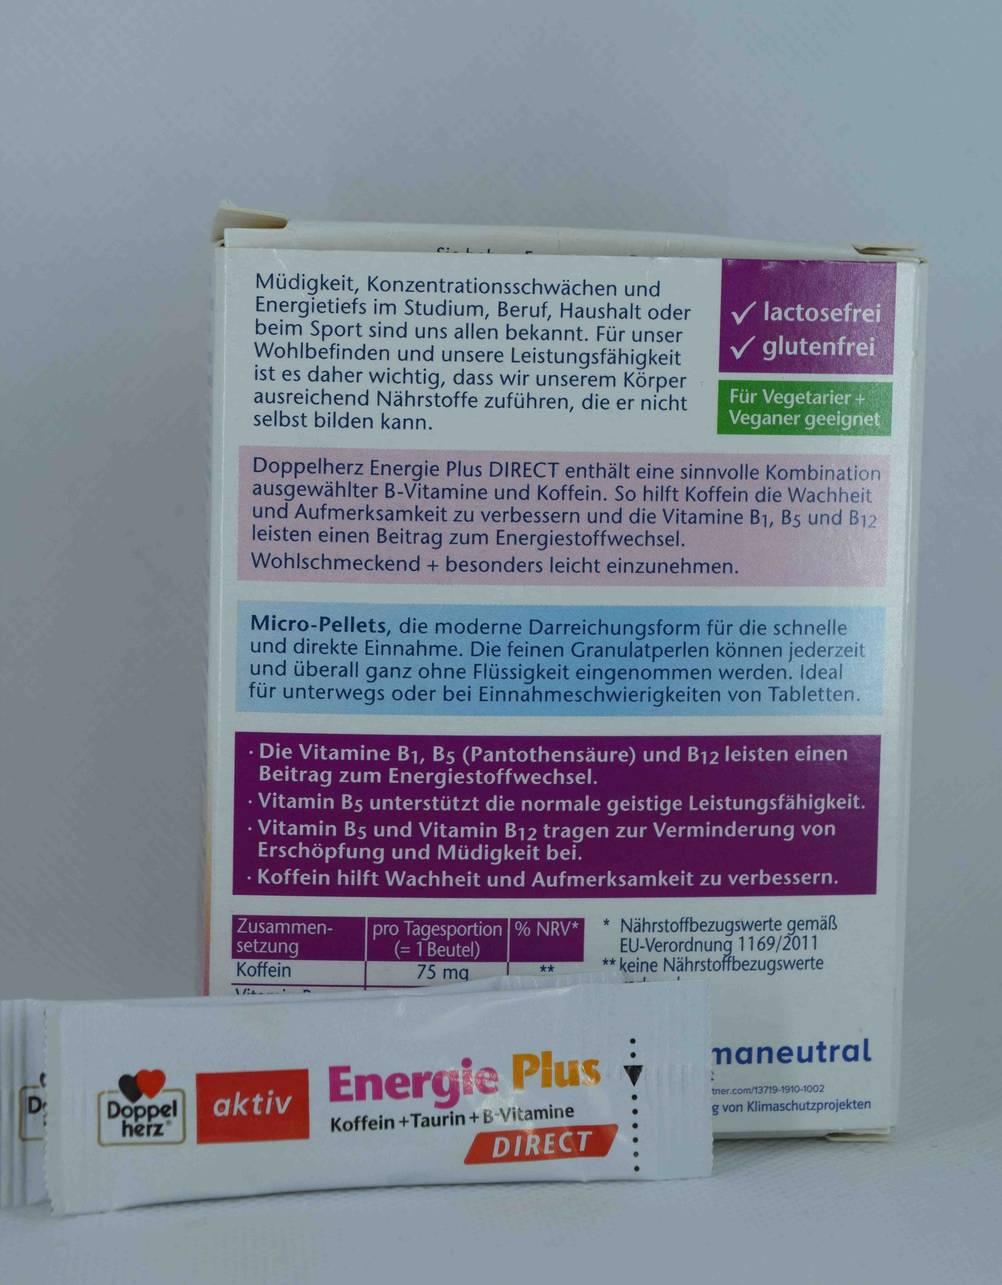 Müdigkeit, Konzentrationsschwächen und
Energietiefs im Studium, Beruf, Haushalt oder
beim Sport sind uns allen bekannt. Für unser
Wohlbefinden und unsere Leistungsfähigkeit
ist es daher wichtig, dass wir unserem Körper
ausreichend Nährstoffe zuführen, die er nicht
selbst bilden kann.
✓ lactosefrei
✓ glutenfrei
Für Vegetarier +
Veganer geeignet
Doppelherz Energie Plus DIRECT enthält eine sinnvolle Kombination
ausgewählter B-Vitamine und Koffein. So hilft Koffein die Wachheit
und Aufmerksamkeit zu verbessern und die Vitamine B1, B5 und B12
leisten einen Beitrag zum Energiestoffwechsel.
Wohlschmeckend + besonders leicht einzunehmen.
Micro-Pellets, die moderne Darreichungsform für die schnelle
und direkte Einnahme. Die feinen Granulatperlen können jederzeit
und überall ganz ohne Flüssigkeit eingenommen werden. Ideal
für unterwegs oder bei Einnahmeschwierigkeiten von Tabletten.
· Die Vitamine B1, B5 (Pantothensäure) und B12 leisten einen
Beitrag zum Energiestoffwechsel.
· Vitamin B5 unterstützt die normale geistige Leistungsfähigkeit.
· Vitamin B5 und Vitamin B12 tragen zur Verminderung von
Erschöpfung und Müdigkeit bei.
· Koffein hilft Wachheit und Aufmerksamkeit zu verbessern.
Zusammen-
setzung
pro Tagesportion
(= 1 Beutel)
% NRV*
Koffein
75 mg
**
* Nährstoffbezugswerte gemäß
EU-Verordnung 1169/2011
** keine Nährstoffbezugswerte
maneutral
tner.com/13719-1910-1002
g von Klimaschutzprojekten
Doppel
herz®
aktiv
Energie Plus
Koffein + Taurin + B-Vitamine
DIRECT